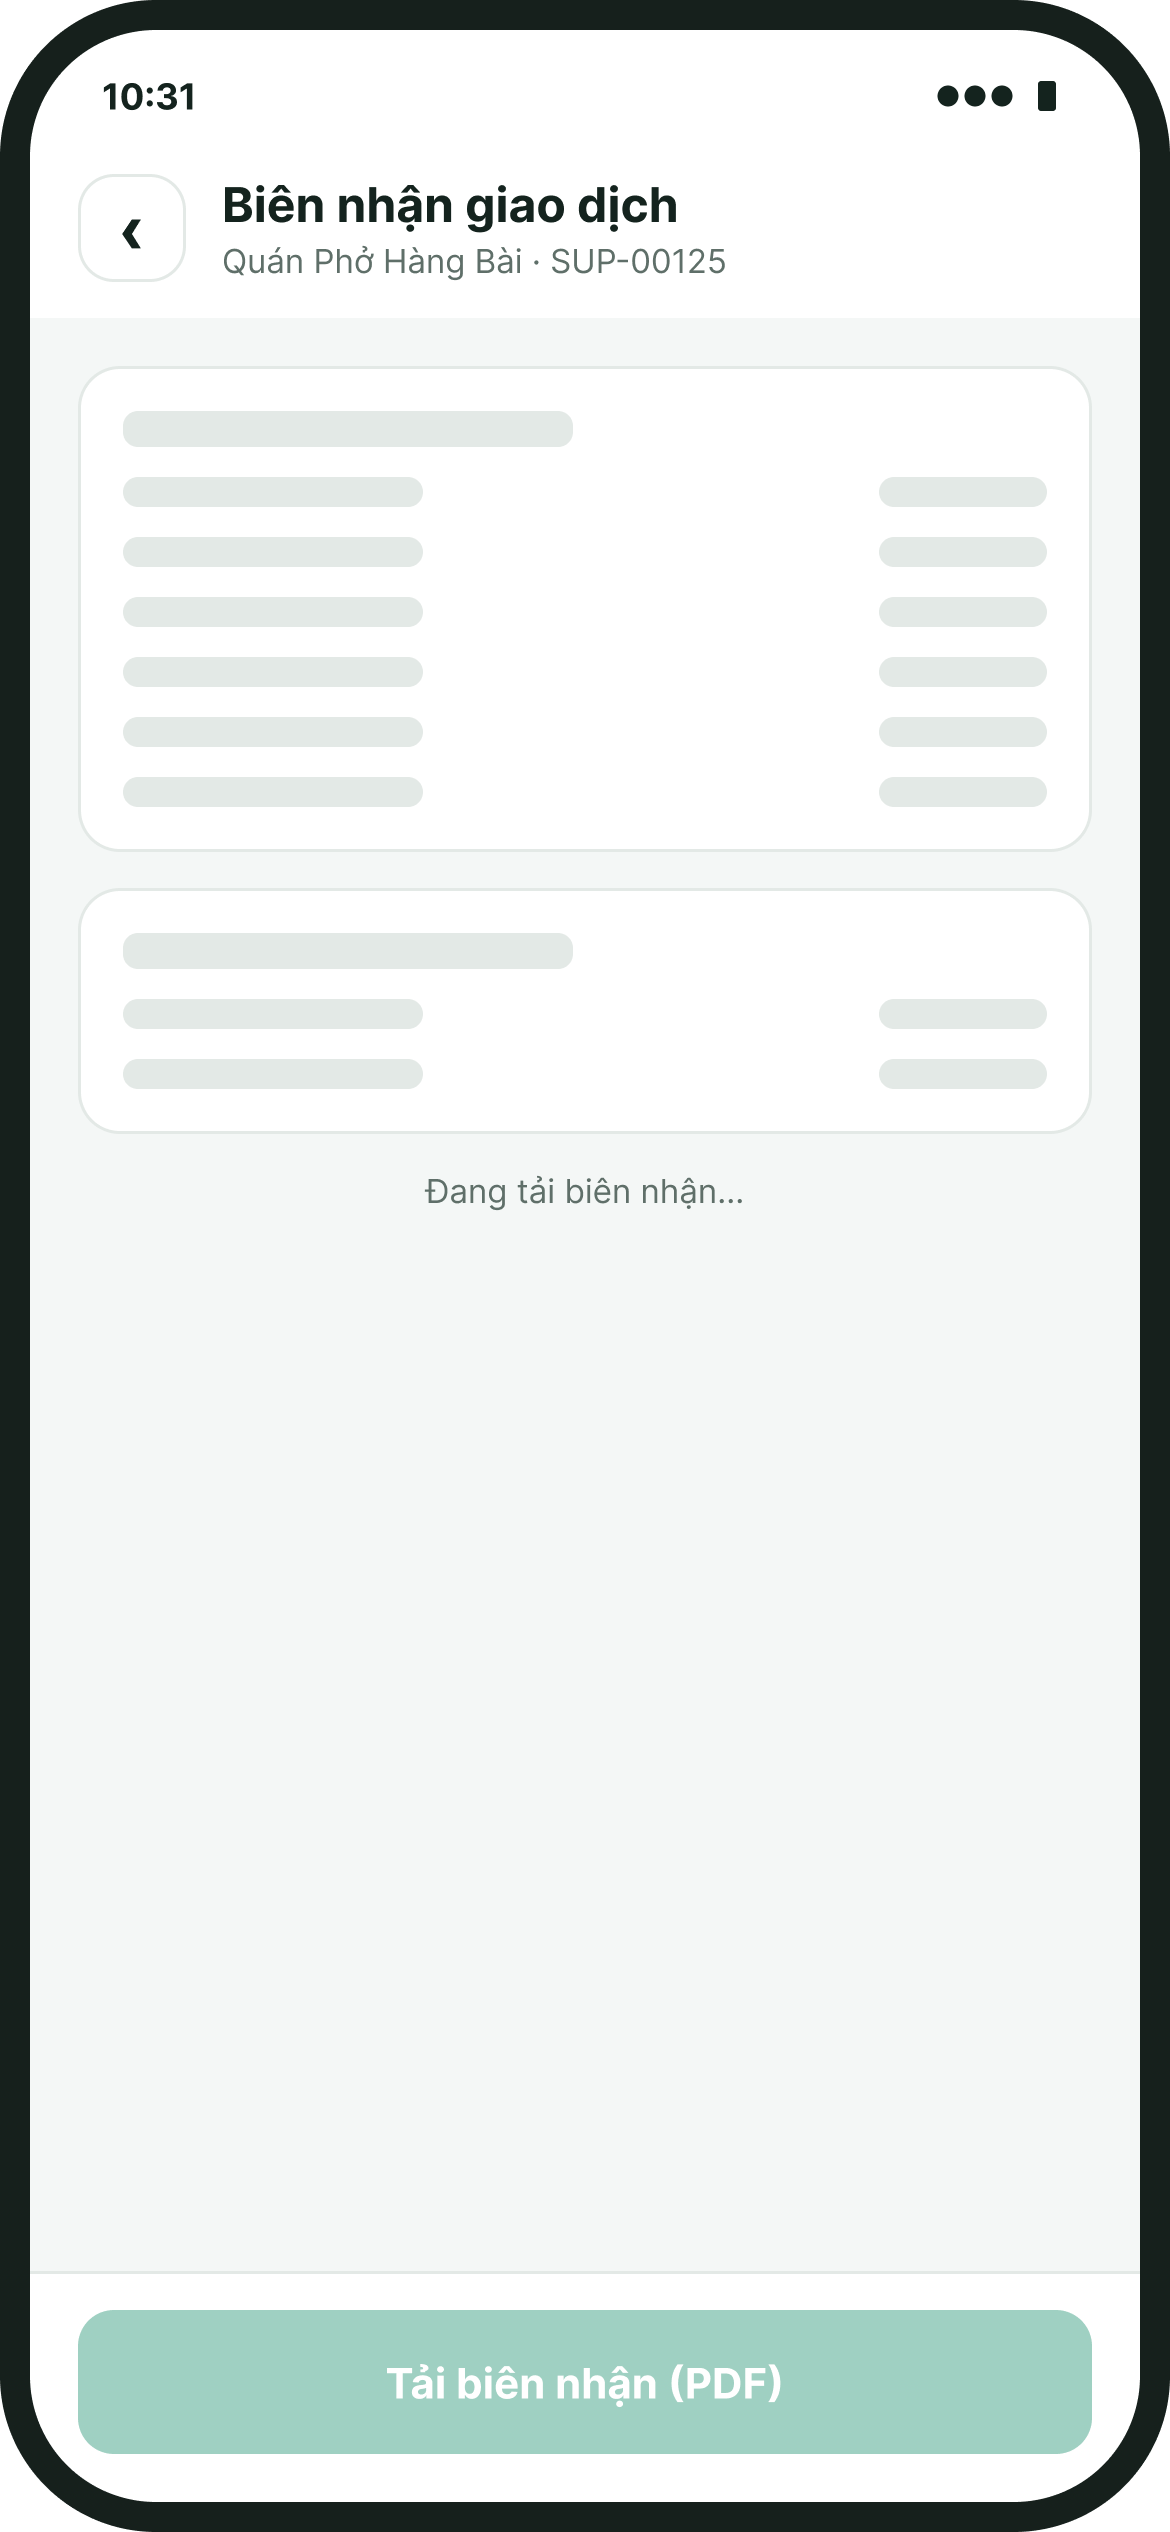 10:31
Biên nhận giao dịch
Quán Phở Hàng Bài · SUP-00125
Đang tải biên nhận...
Tải biên nhận (PDF)